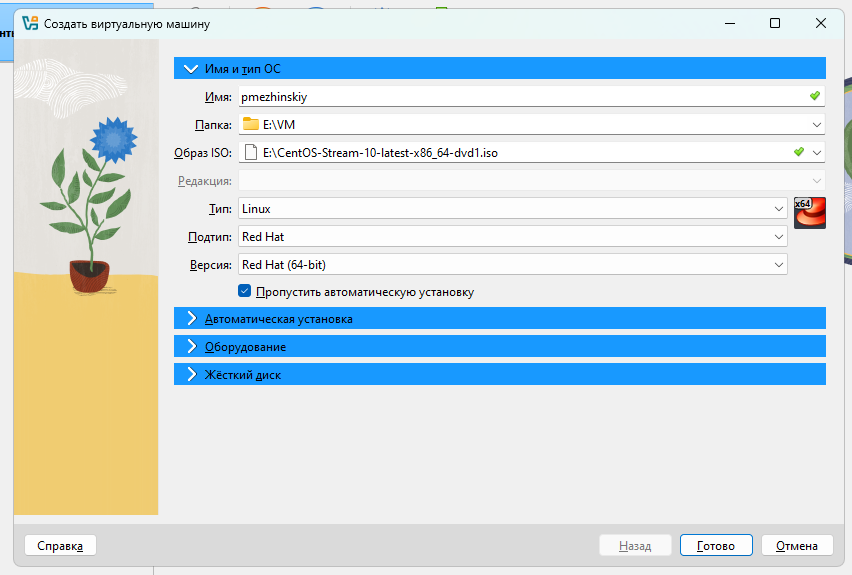 Создать виртуальную машину
Имя и тип ОС
Имя: pmezhinskiy
Папка: E:\VM
Образ ISO: E:\CentOS-Stream-10-latest-x86_64-dvd1.iso
Редакция:
Тип: Linux
x64
Подтип: Red Hat
Версия: Red Hat (64-bit)
Пропустить автоматическую установку
Автоматическая установка
Оборудование
Жёсткий диск
Справка
Назад
Готово
Отмена